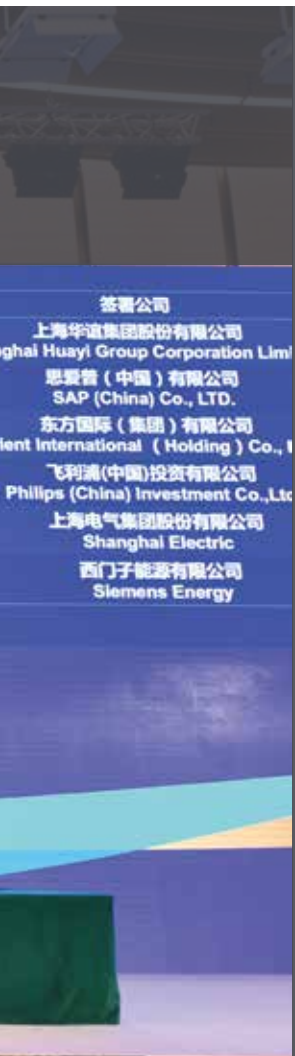 签署公司
上海华谊集团股份有限公司
nghai Huayi Group Corporation Lim
思爱普（中国）有限公司
SAP (China) Co., LTD.
东方国际（集团）有限公司
ient International （Holding）Co.,
飞利浦(中国)投资有限公司
Philips (China) Investment Co.,Ltd
上海电气集团股份有限公司
Shanghai Electric
西门子能源有限公司
Siemens Energy